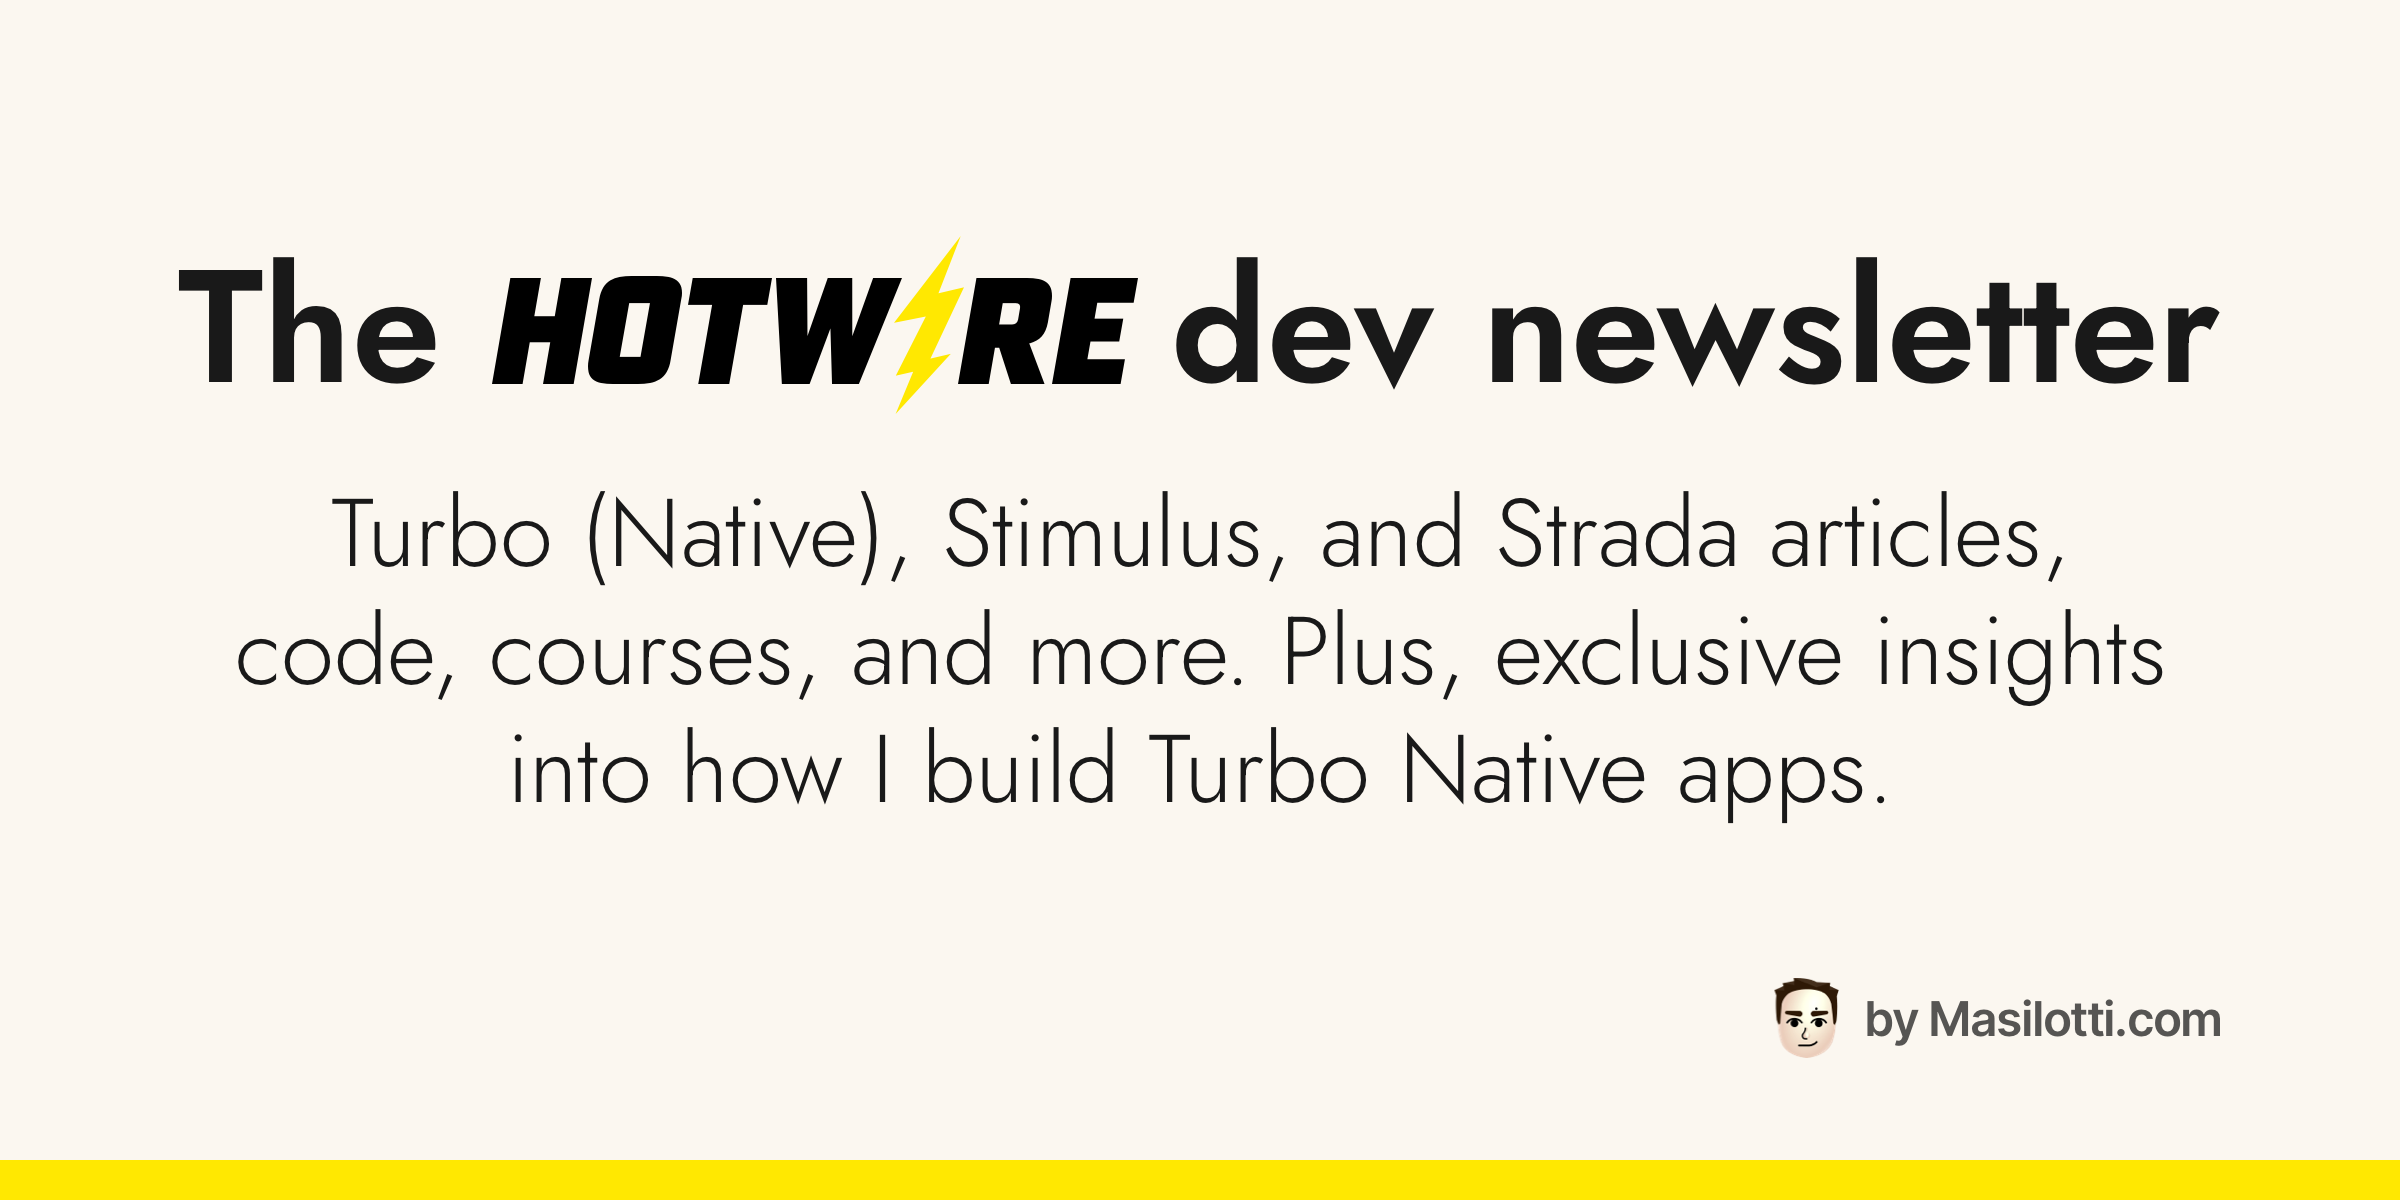 The HOTWIRE dev newsletter
Turbo (Native), Stimulus, and Strada articles,
code, courses, and more. Plus, exclusive insights
into how I build Turbo Native apps.
by Masilotti.com